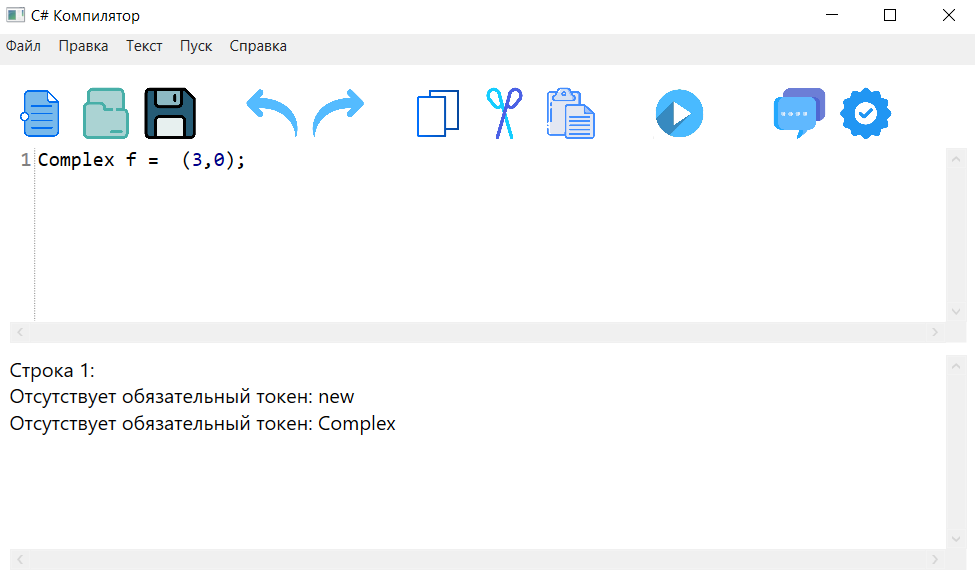 C# Компилятор
Файл Правка Текст Пуск Справка
1 Complex f =  (3,0);
Строка 1:
Отсутствует обязательный токен: new
Отсутствует обязательный токен: Complex